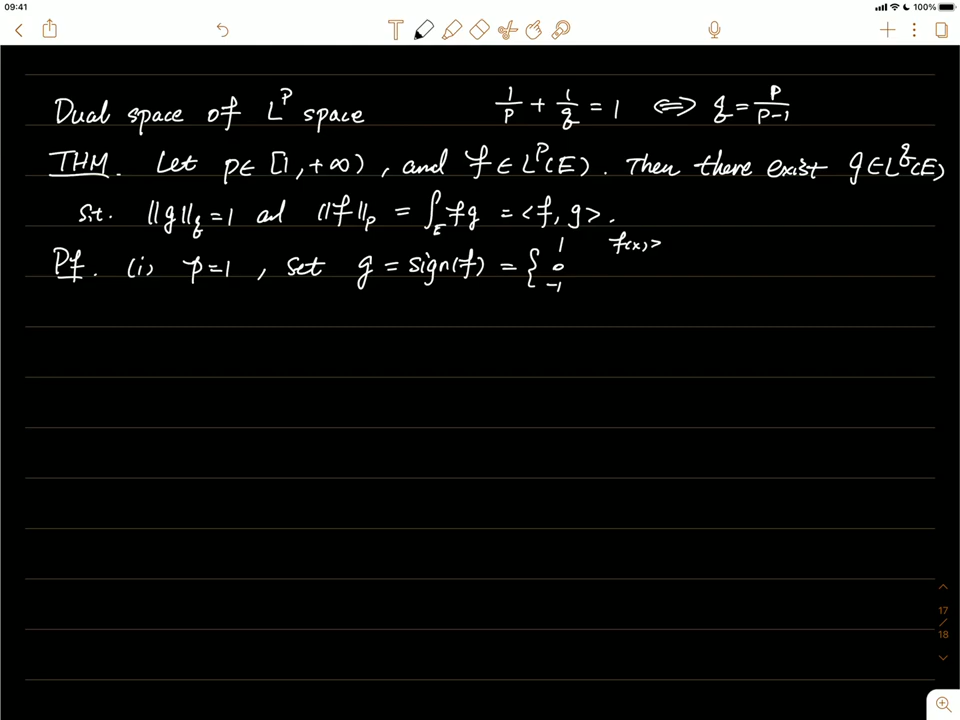 09:41 100%
Dual space of L^p space 1/p + 1/q = 1 ⟺ q = p/(p-1)
THM. Let p ∈ [1, +∞), and f ∈ L^p(E). Then there exist g ∈ L^q(E)
s.t. ||g||_q = 1 ad ||f||_p = ∫_E fg = <f, g>.
Pf. (i) p=1, set g = sign(f) = { 1 f(x)>
0
-1
17
/
18